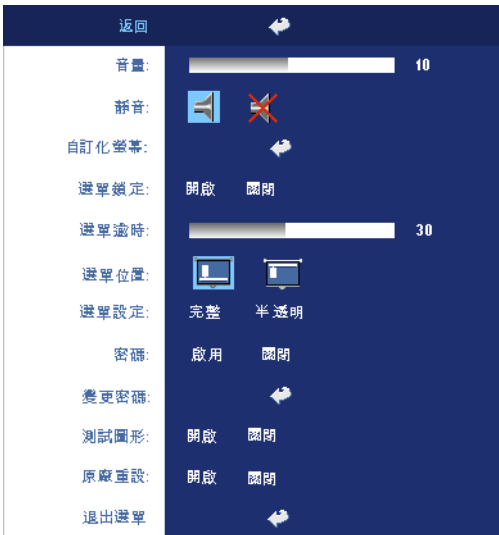 返回
音量: 10
靜音:
自訂化螢幕:
選單鎖定: 開啟 關閉
選單逾時: 30
選單位置:
選單設定: 完整 半透明
密碼: 啟用 關閉
變更密碼:
測試圖形: 開啟 關閉
原廠重設: 開啟 關閉
退出選單